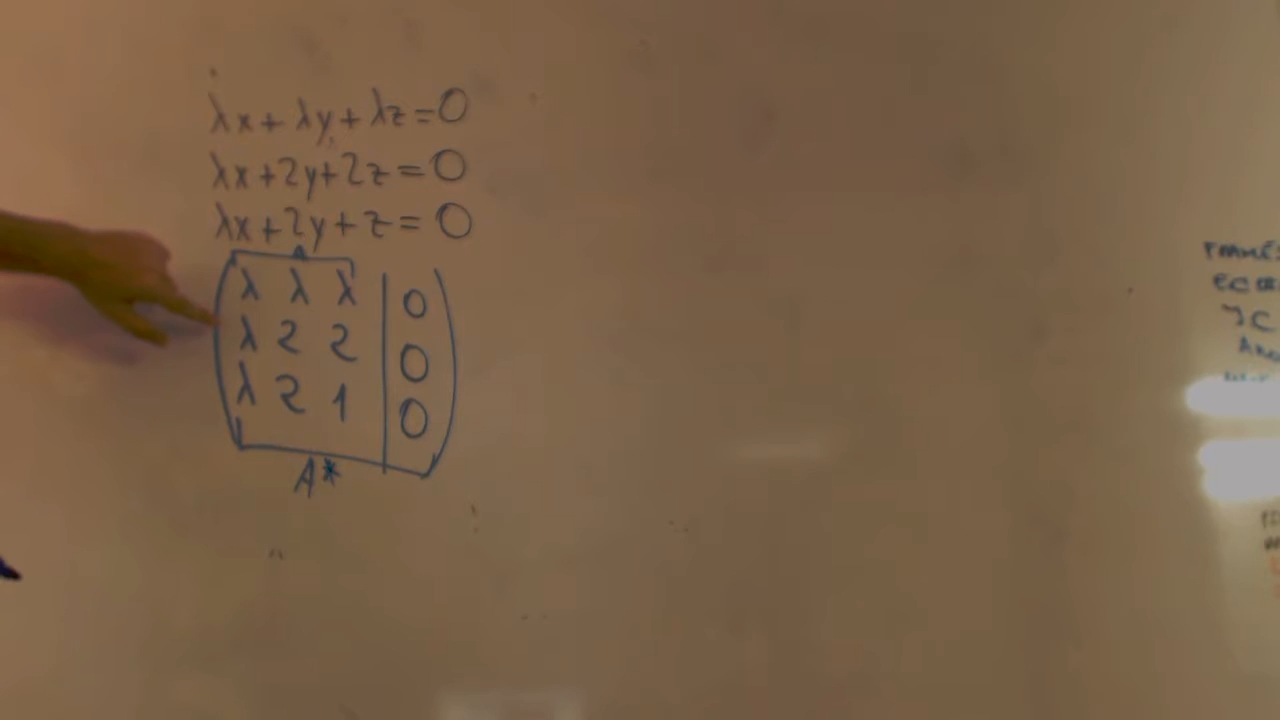 λx + λy + λz = 0
λx + 2y + 2z = 0
λx + 2y + z = 0
A
λ λ λ | 0
λ 2 2 | 0
λ 2 1 | 0
A*